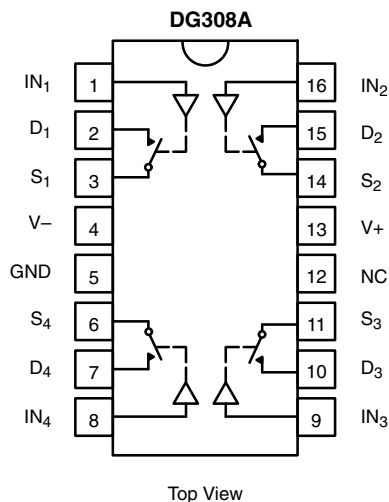 DG308A
IN1 1 16 IN2
D1 2 15 D2
S1 3 14 S2
V– 4 13 V+
GND 5 12 NC
S4 6 11 S3
D4 7 10 D3
IN4 8 9 IN3
Top View